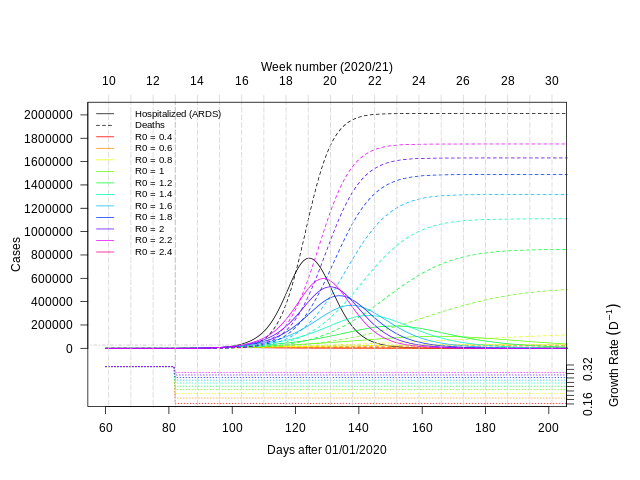 Week number (2020/21)
10 12 15 17 19 20 22 24 26 28 30
Hospitalized (ARDS)
Deaths
R0 = 0.4
R0 = 0.6
R0 = 0.8
R0 = 1
R0 = 1.2
R0 = 1.4
R0 = 1.6
R0 = 1.8
R0 = 2
R0 = 2.2
R0 = 2.4
2000000
1800000
1600000
1400000
1200000
1000000
800000
600000
400000
200000
0
Cases
0.32
0.16
Growth Rate (D⁻¹)
60 80 100 120 140 160 180 200
Days after 01/01/2020